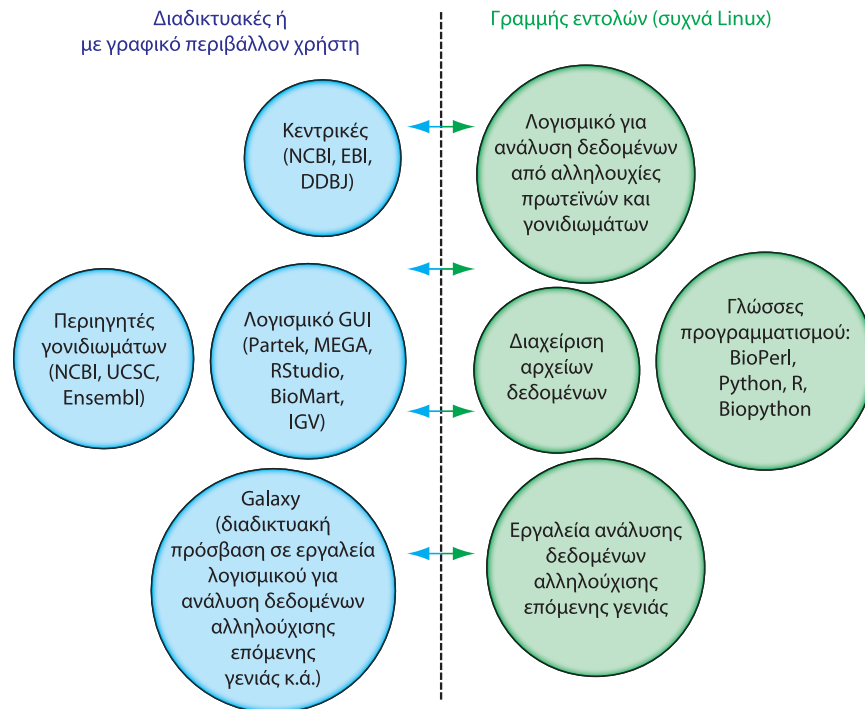 Διαδικτυακές ή
με γραφικό περιβάλλον χρήστη
Γραμμής εντολών (συχνά Linux)
Κεντρικές
(NCBI, EBI,
DDBJ)
Λογισμικό για
ανάλυση δεδομένων
από αλληλουχίες
πρωτεϊνών και
γονιδιωμάτων
Περιηγητές
γονιδιωμάτων
(NCBI, UCSC,
Ensembl)
Λογισμικό GUI
(Partek, MEGA,
RStudio,
BioMart,
IGV)
Διαχείριση
αρχείων
δεδομένων
Γλώσσες
προγραμματισμού:
BioPerl,
Python, R,
Biopython
Galaxy
(διαδικτυακή
πρόσβαση σε εργαλεία
λογισμικού για
ανάλυση δεδομένων
αλληλούχισης
επόμενης
γενιάς κ.ά.)
Εργαλεία ανάλυσης
δεδομένων
αλληλούχισης
επόμενης γενιάς